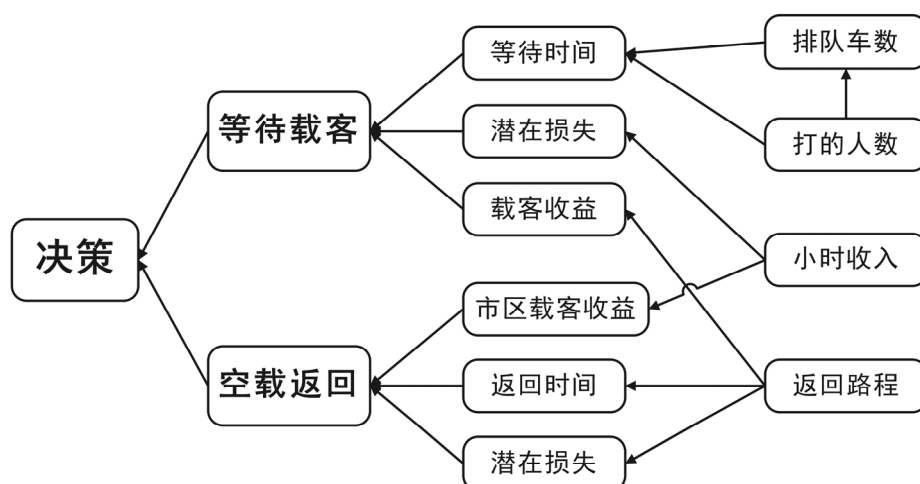 等待时间
排队车数
等待载客
潜在损失
打的人数
载客收益
决策
小时收入
市区载客收益
空载返回
返回时间
返回路程
潜在损失